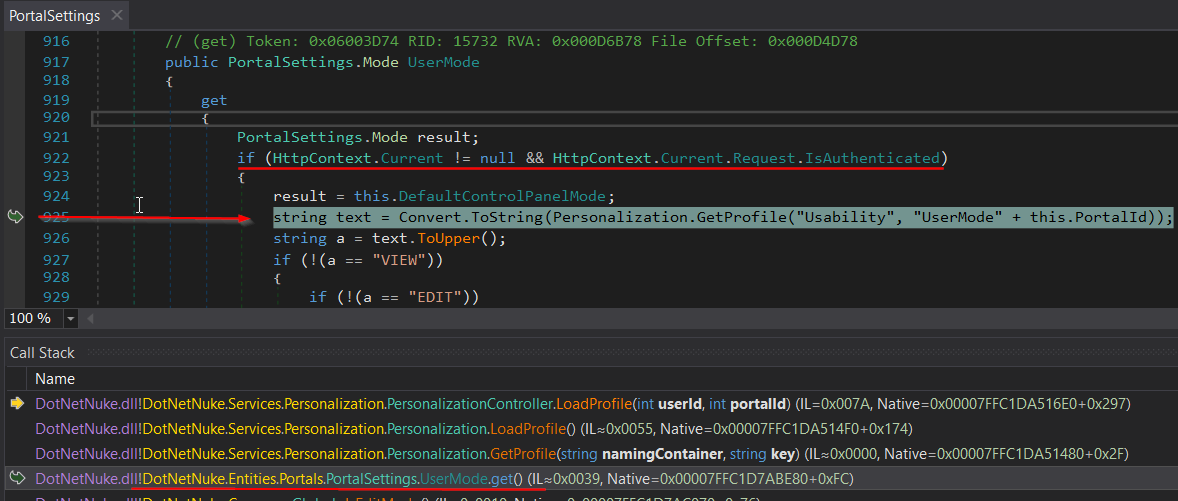 PortalSettings
916 // (get) Token: 0x06003D74 RID: 15732 RVA: 0x000D6B78 File Offset: 0x000D4D78
917 public PortalSettings.Mode UserMode
918 {
919 get
920 {
921 PortalSettings.Mode result;
922 if (HttpContext.Current != null && HttpContext.Current.Request.IsAuthenticated)
923 {
924 result = this.DefaultControlPanelMode;
925 string text = Convert.ToString(Personalization.GetProfile("Usability", "UserMode" + this.PortalId));
926 string a = text.ToUpper();
927 if (!(a == "VIEW"))
928 {
929 if (!(a == "EDIT"))
100 %
Call Stack
Name
DotNetNuke.dll!DotNetNuke.Services.Personalization.PersonalizationController.LoadProfile(int userId, int portalId) (IL=0x007A, Native=0x00007FFC1DA516E0+0x297)
DotNetNuke.dll!DotNetNuke.Services.Personalization.Personalization.LoadProfile() (IL≈0x0055, Native=0x00007FFC1DA514F0+0x174)
DotNetNuke.dll!DotNetNuke.Services.Personalization.Personalization.GetProfile(string namingContainer, string key) (IL≈0x0000, Native=0x00007FFC1DA51480+0x2F)
DotNetNuke.dll!DotNetNuke.Entities.Portals.PortalSettings.UserMode.get() (IL≈0x0039, Native=0x00007FFC1D7ABE80+0xFC)